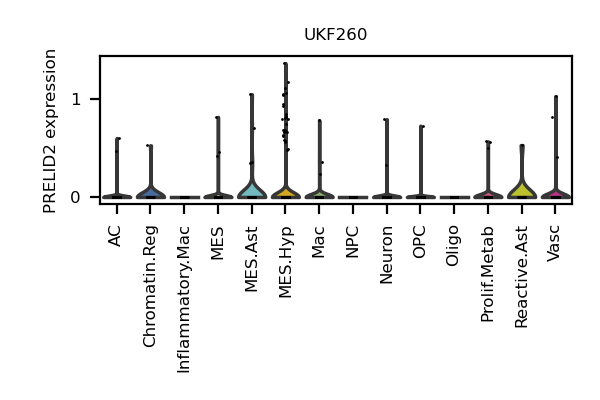 UKF260
PRELID2 expression
1
0
AC
Chromatin.Reg
Inflammatory.Mac
MES
MES.Ast
MES.Hyp
Mac
NPC
Neuron
OPC
Oligo
Prolif.Metab
Reactive.Ast
Vasc